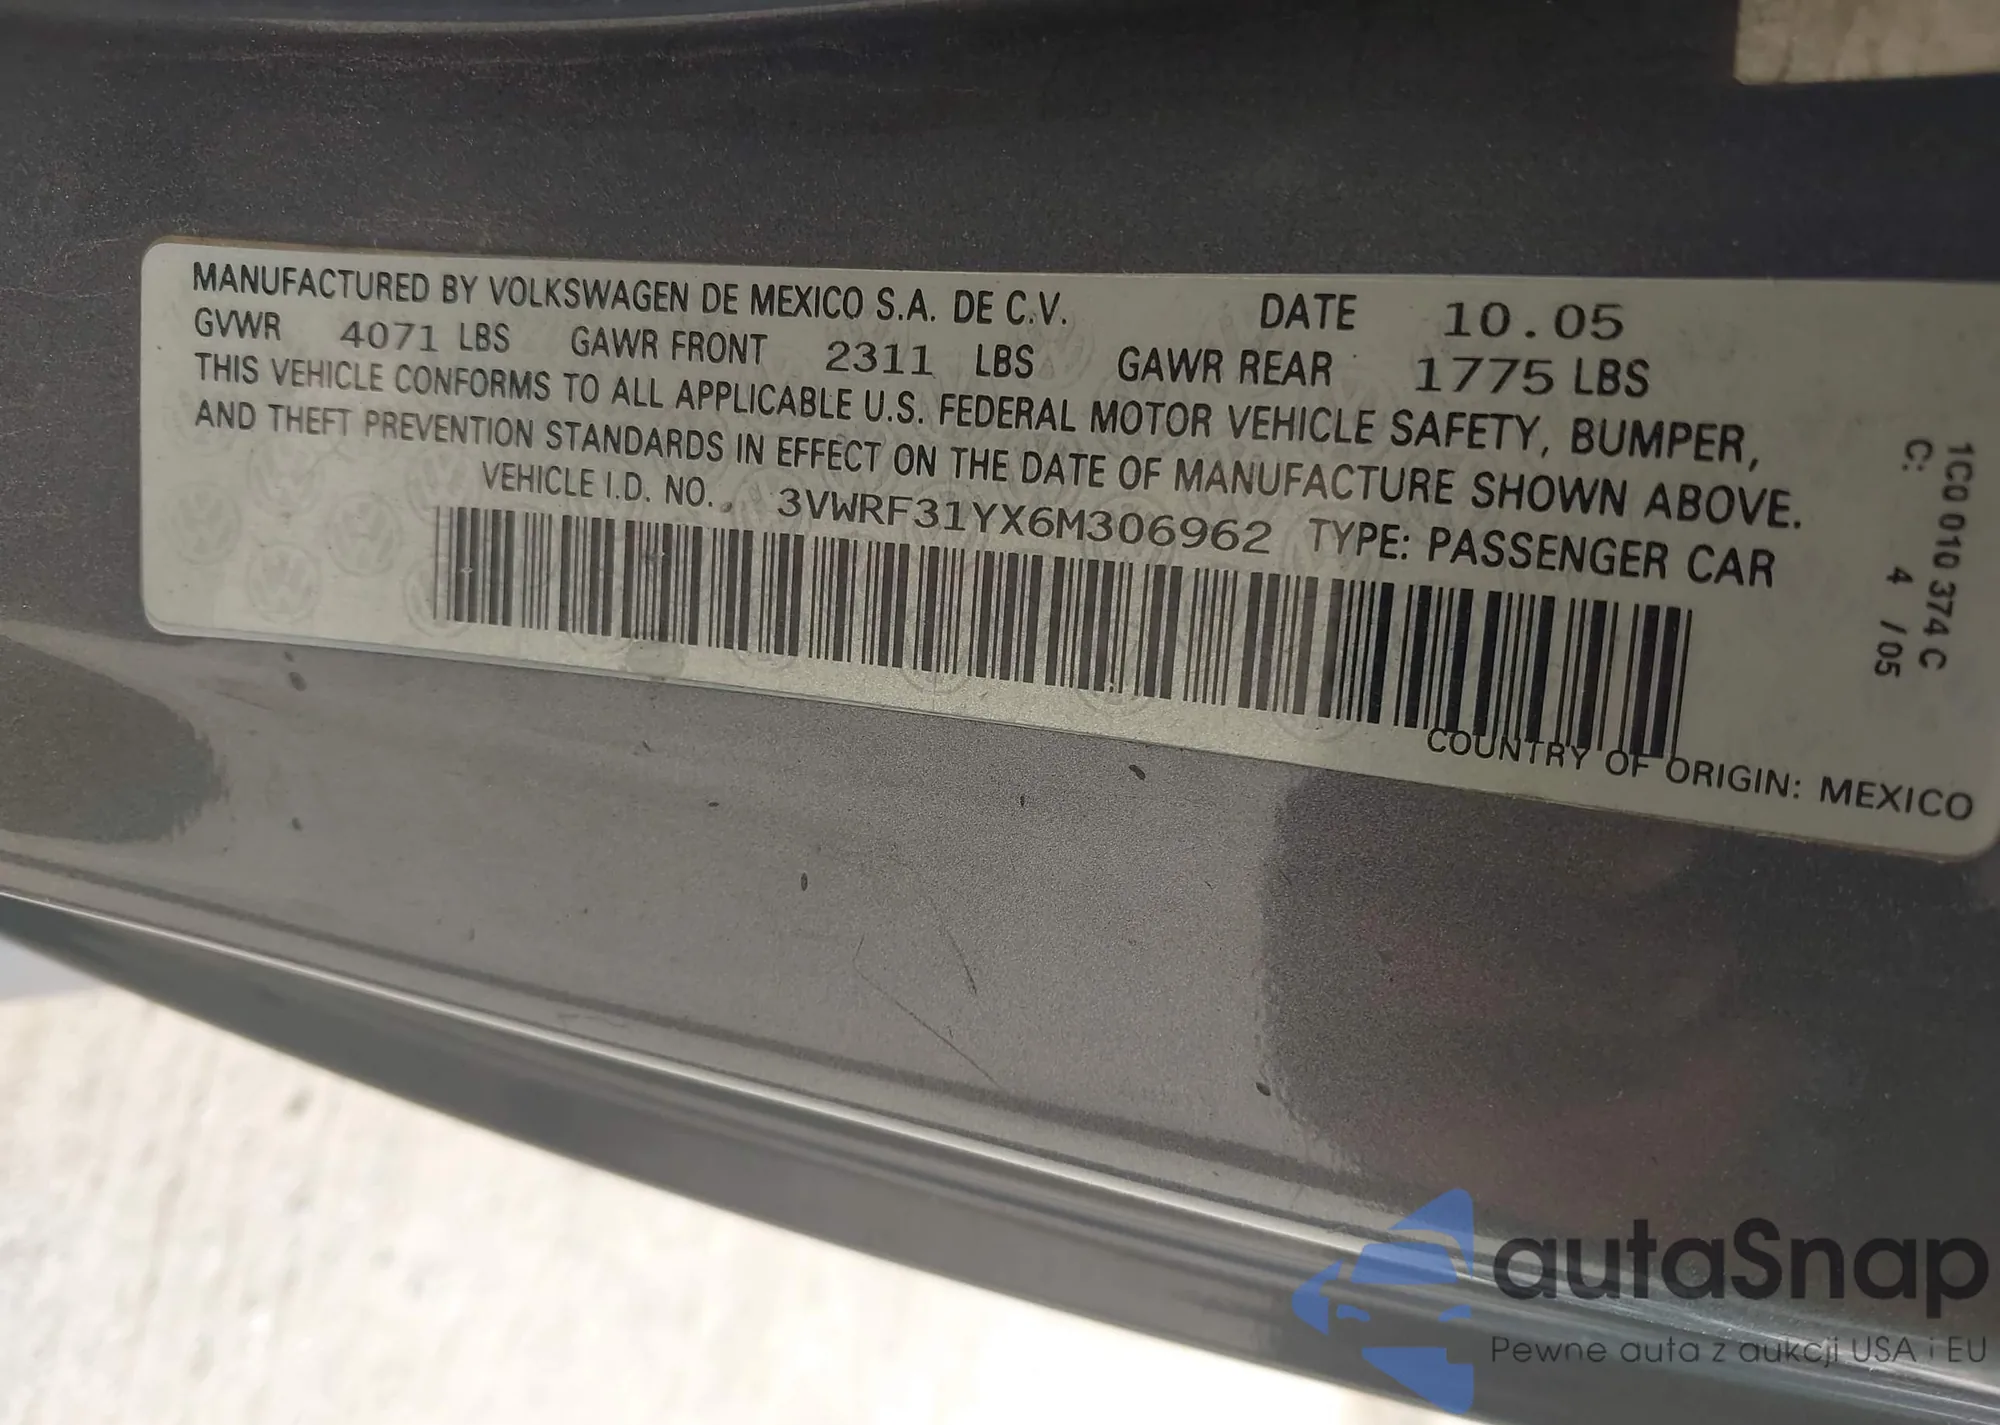 MANUFACTURED BY VOLKSWAGEN DE MEXICO S.A. DE C.V. DATE 10.05
GVWR 4071 LBS GAWR FRONT 2311 LBS GAWR REAR 1775 LBS
THIS VEHICLE CONFORMS TO ALL APPLICABLE U.S. FEDERAL MOTOR VEHICLE SAFETY, BUMPER,
AND THEFT PREVENTION STANDARDS IN EFFECT ON THE DATE OF MANUFACTURE SHOWN ABOVE.
VEHICLE I.D. NO. 3VWRF31YX6M306962 TYPE: PASSENGER CAR
COUNTRY OF ORIGIN: MEXICO
1C0 010 374 C
C: 4 /05
autaSnap
Pewne auta z aukcji USA i EU